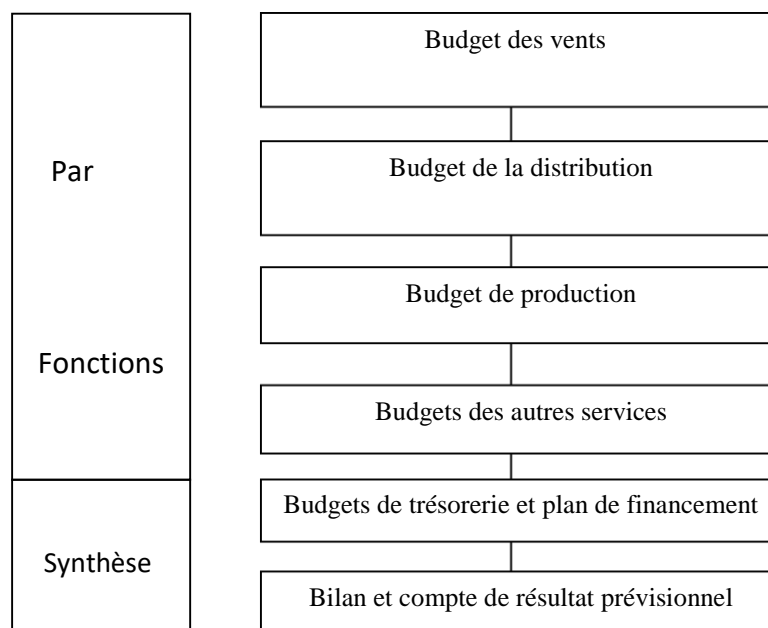 Budget des vents
Par
Budget de la distribution
Budget de production
Fonctions
Budgets des autres services
Budgets de trésorerie et plan de financement
Synthèse
Bilan et compte de résultat prévisionnel